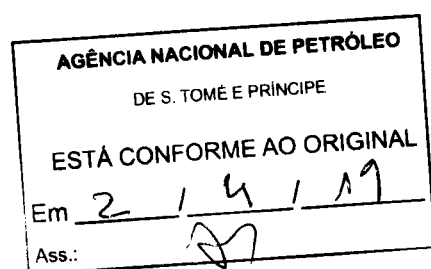 AGÊNCIA NACIONAL DE PETRÓLEO
DE S. TOMÉ E PRÍNCIPE
ESTÁ CONFORME AO ORIGINAL
Em 2 / 4 / 19
Ass.: